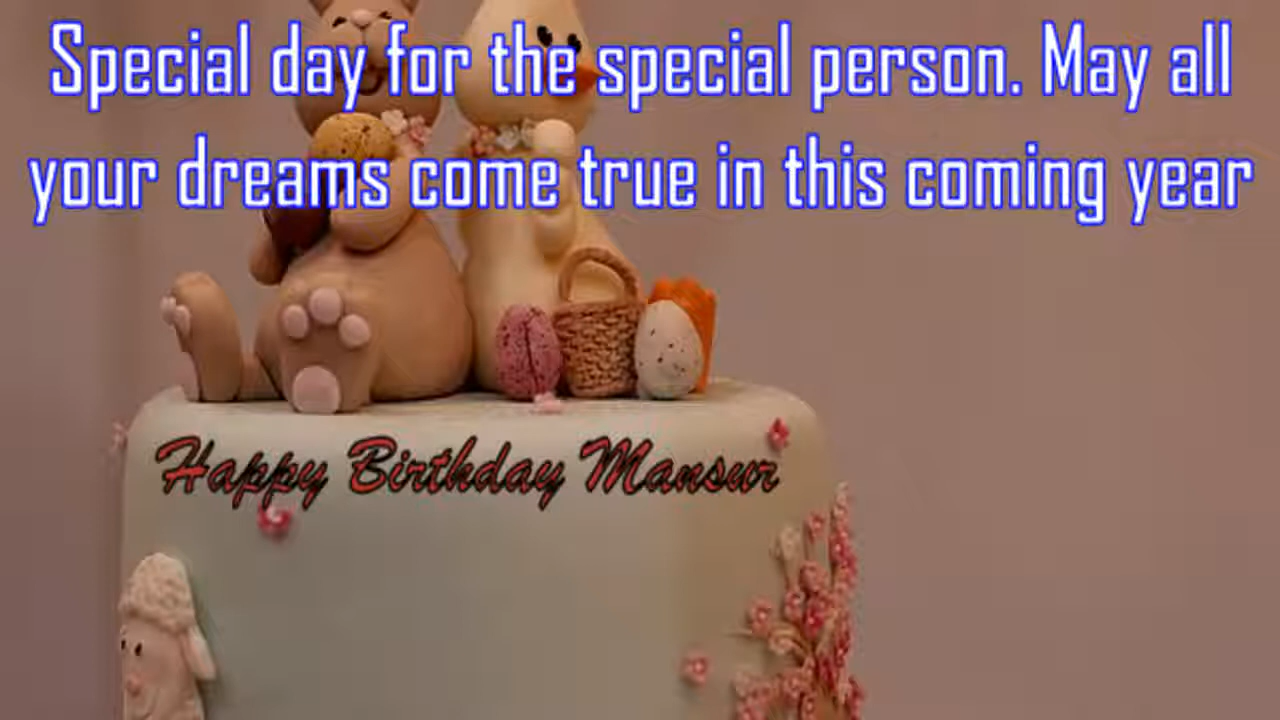 Special day for the special person. May all
your dreams come true in this coming year
Happy Birthday Mansur